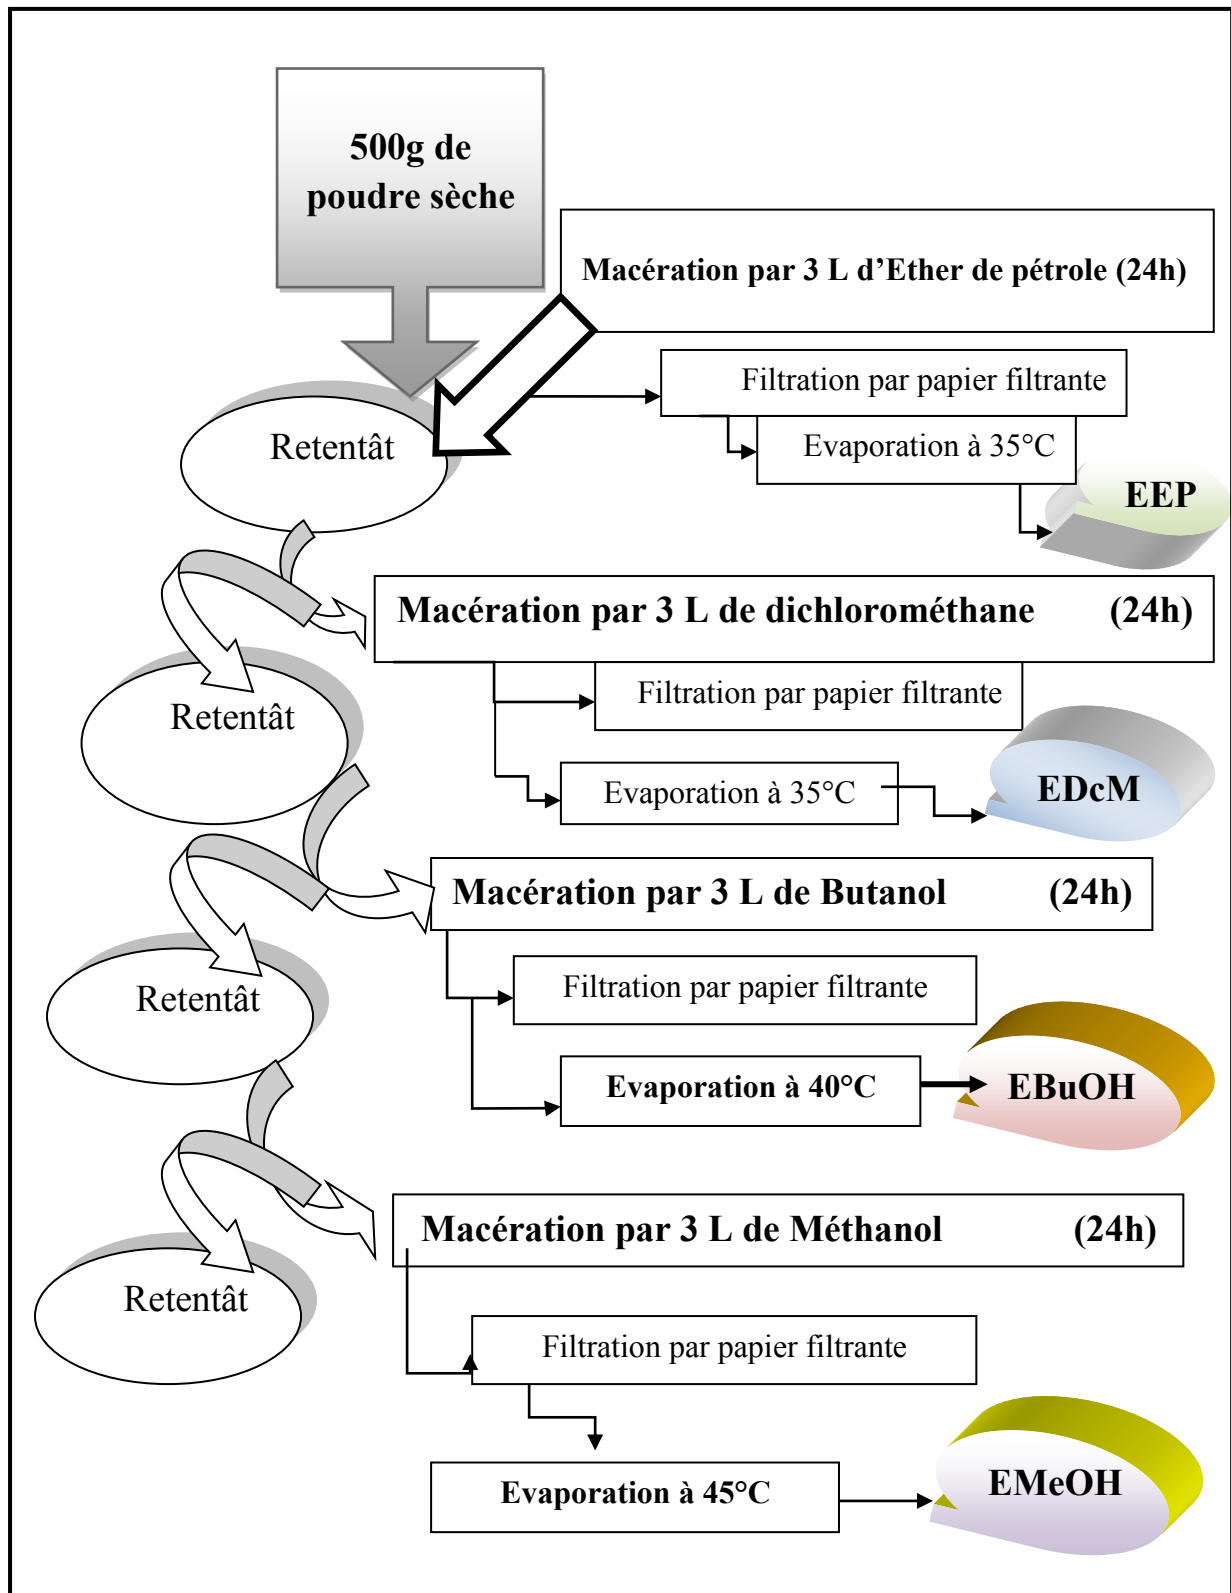 500g de
poudre sèche
Macération par 3 L d’Ether de pétrole (24h)
Filtration par papier filtrante
Retentât
Evaporation à 35°C
EEP
Macération par 3 L de dichlorométhane (24h)
Filtration par papier filtrante
Retentât
Evaporation à 35°C
EDcM
Macération par 3 L de Butanol (24h)
Filtration par papier filtrante
Retentât
Evaporation à 40°C
EBuOH
Macération par 3 L de Méthanol (24h)
Retentât
Filtration par papier filtrante
Evaporation à 45°C
EMeOH